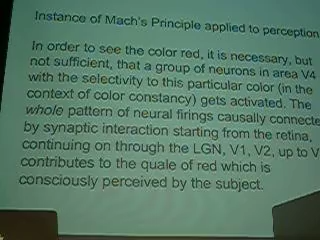 Instance of Mach's Principle applied to perception
In order to see the color red, it is necessary, but
not sufficient, that a group of neurons in area V4
with the selectivity to this particular color (in the
context of color constancy) gets activated. The
whole pattern of neural firings causally connecte
by synaptic interaction starting from the retina,
continuing on through the LGN, V1, V2, up to V
contributes to the quale of red which is
consciously perceived by the subject.